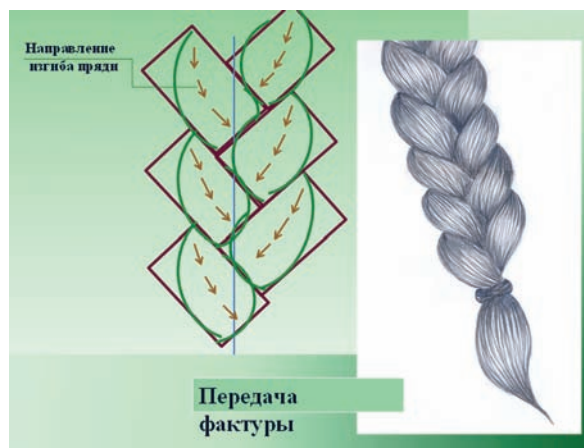 Направление
изгиба пряди
Передача
фактуры